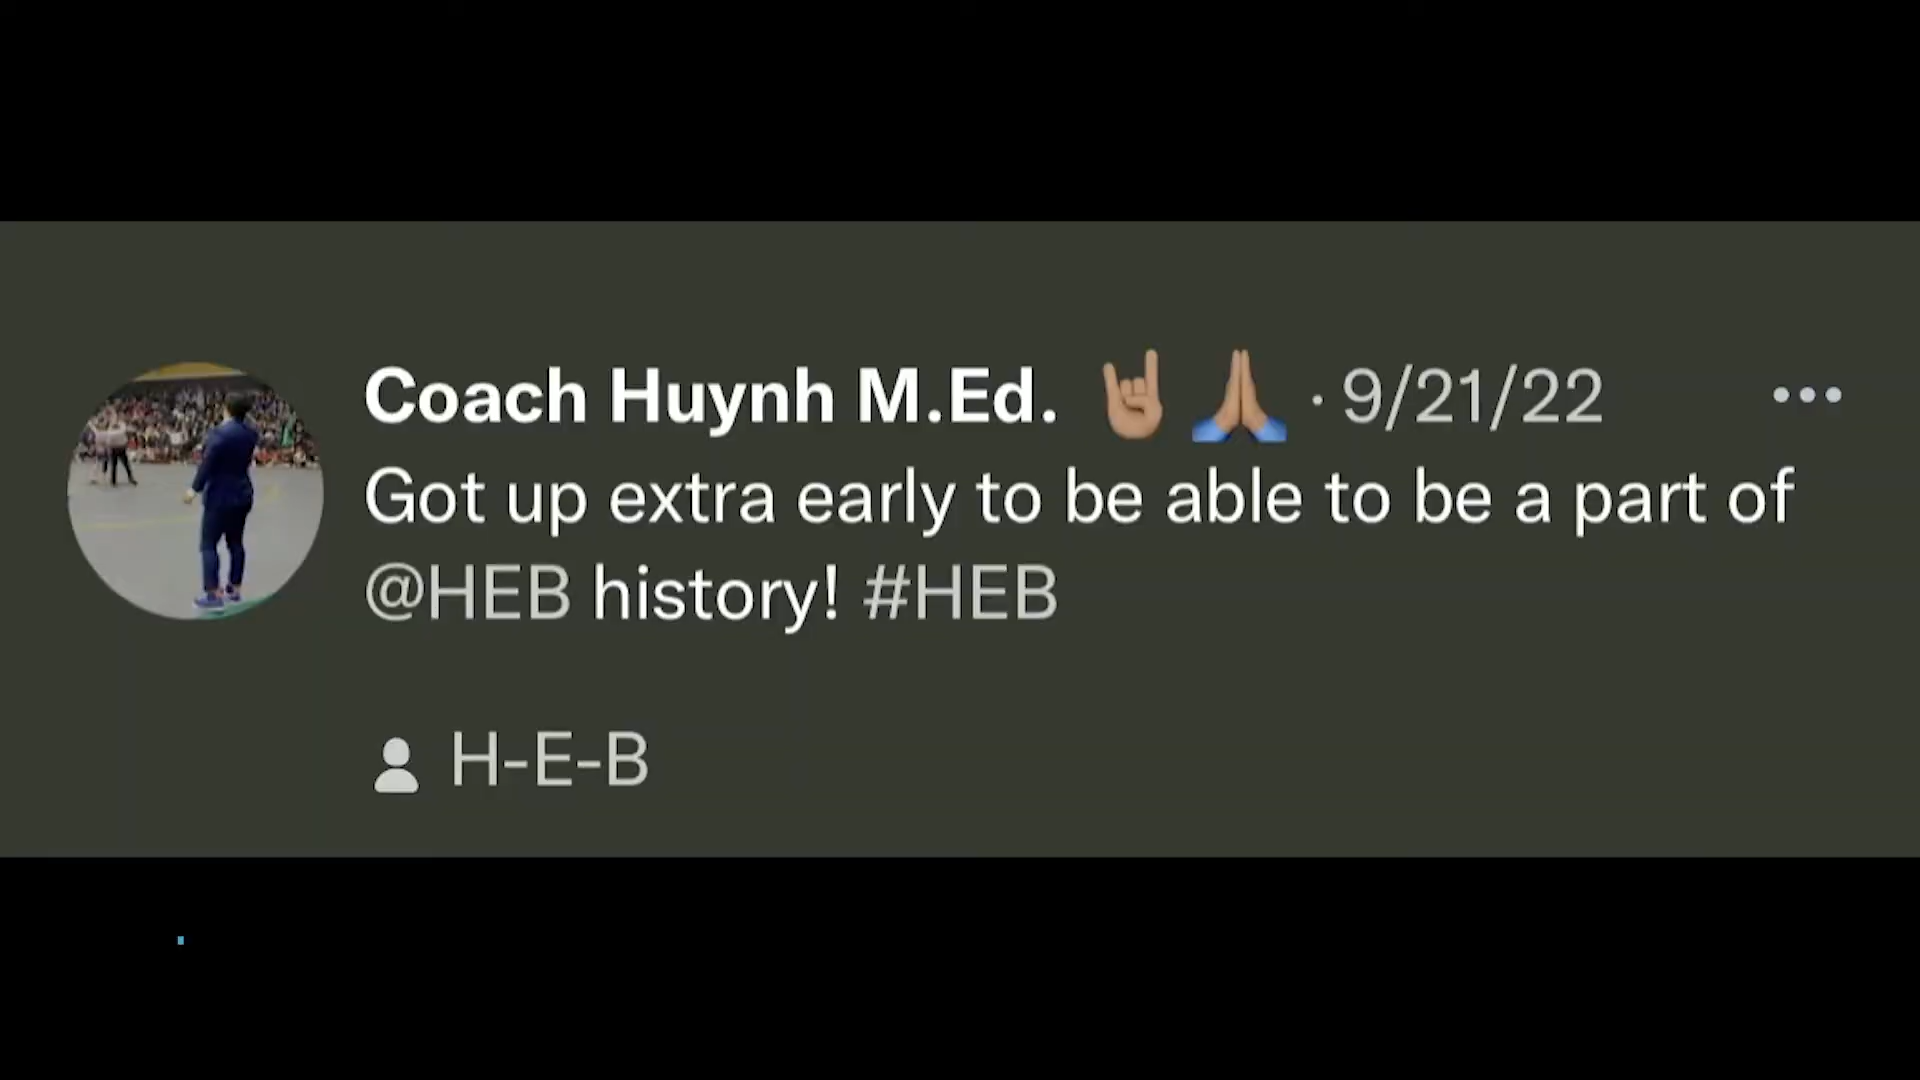 Coach Huynh M.Ed. 🤘🏽🙏🏽 · 9/21/22
Got up extra early to be able to be a part of
@HEB history! #HEB
H-E-B